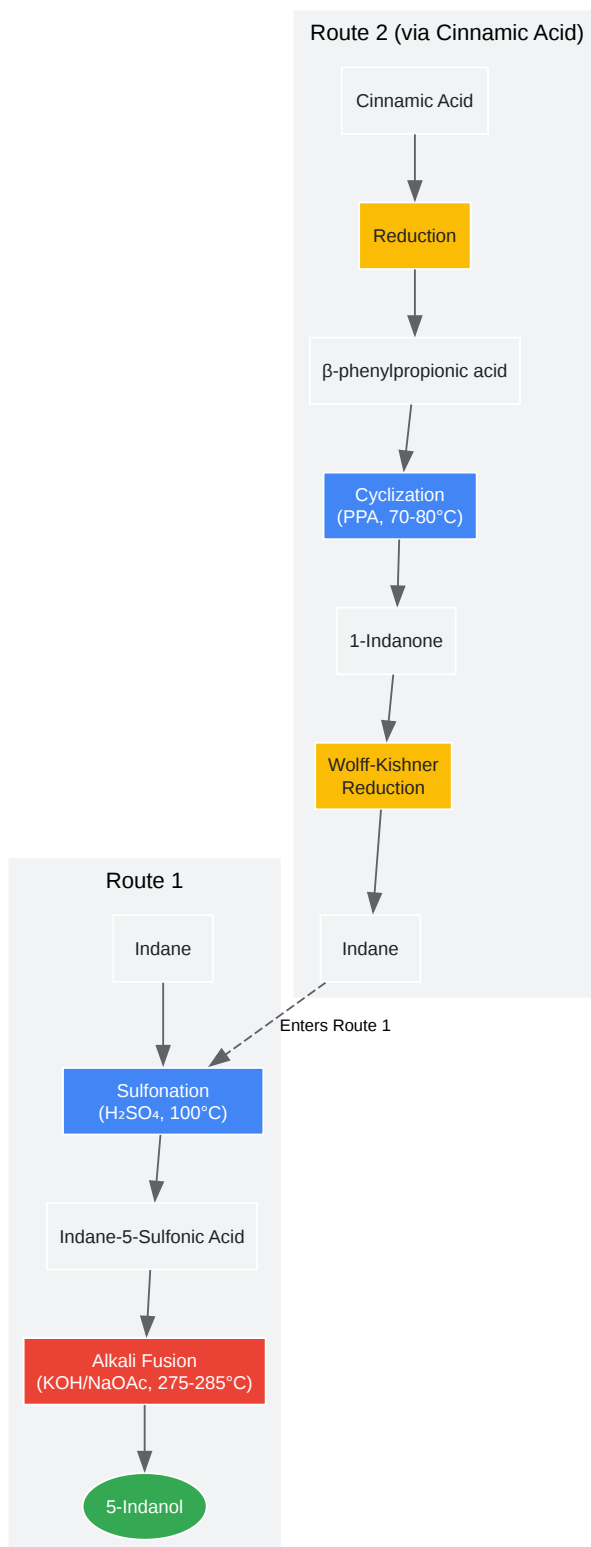 Route 2 (via Cinnamic Acid)
Cinnamic Acid
Reduction
β-phenylpropionic acid
Cyclization
(PPA, 70-80°C)
1-Indanone
Wolff-Kishner
Reduction
Indane
Enters Route 1
Route 1
Indane
Sulfonation
(H₂SO₄, 100°C)
Indane-5-Sulfonic Acid
Alkali Fusion
(KOH/NaOAc, 275-285°C)
5-Indanol